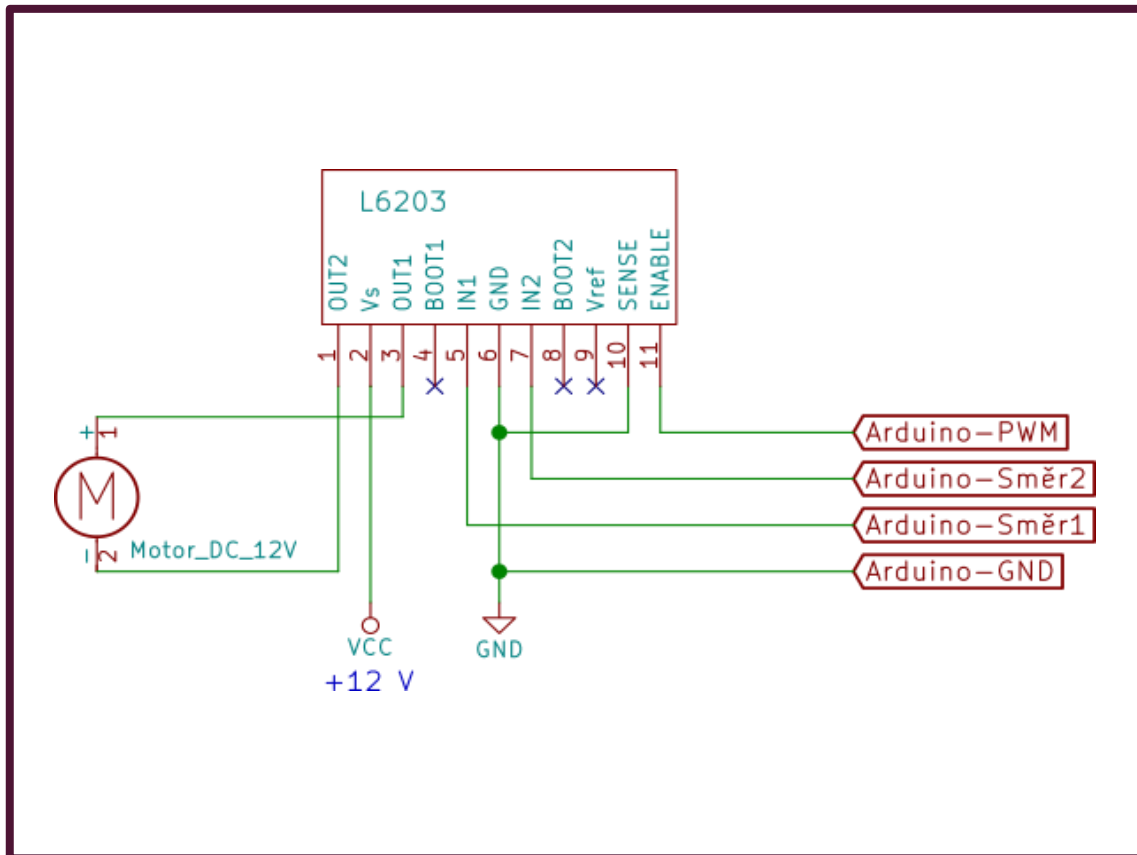 L6203
OUT2
Vs
OUT1
BOOT1
IN1
GND
IN2
BOOT2
Vref
SENSE
ENABLE
1
2
3
4
5
6
7
8
9
10
11
+ 1
M
- 2
Motor_DC_12V
Arduino-PWM
Arduino-Směr2
Arduino-Směr1
Arduino-GND
VCC
+12 V
GND